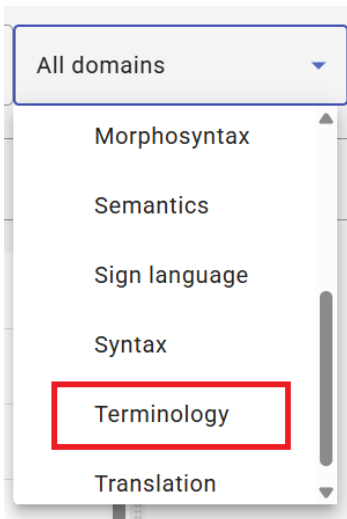 All domains
Morphosyntax
Semantics
Sign language
Syntax
Terminology
Translation